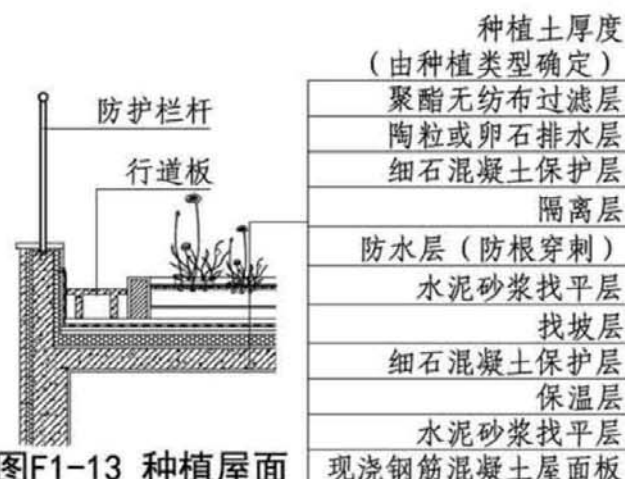 种植土厚度
(由种植类型确定)
聚酯无纺布过滤层
陶粒或卵石排水层
细石混凝土保护层
隔离层
防水层(防根穿刺)
水泥砂浆找平层
找坡层
细石混凝土保护层
保温层
水泥砂浆找平层
现浇钢筋混凝土屋面板
防护栏杆
行道板
图F1-13 种植屋面